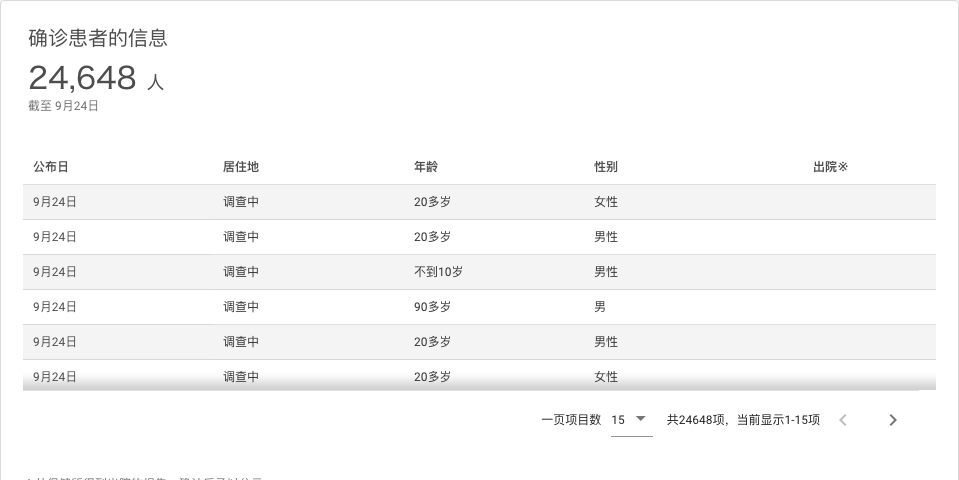 确诊患者的信息
24,648 人
截至 9月24日
公布日 居住地 年龄 性别 出院※
9月24日 调查中 20多岁 女性
9月24日 调查中 20多岁 男性
9月24日 调查中 不到10岁 男性
9月24日 调查中 90多岁 男
9月24日 调查中 20多岁 男性
9月24日 调查中 20多岁 女性
一页项目数 15 共24648项，当前显示1-15项